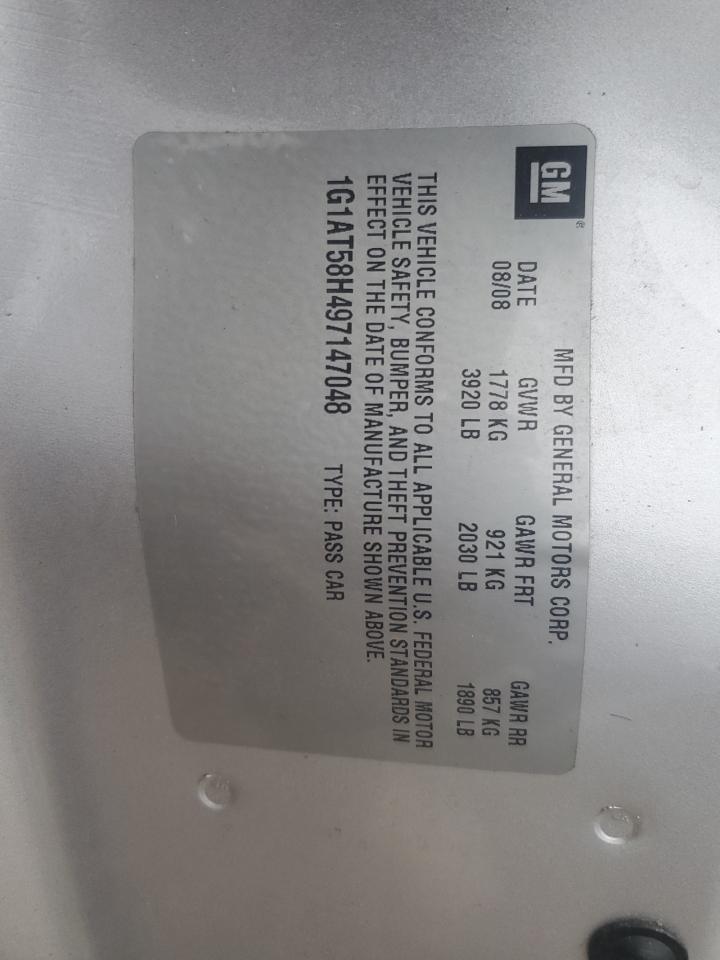 GM®
MFD BY GENERAL MOTORS CORP.
DATE GVWR GAWR FRT GAWR RR
08/08 1778 KG 921 KG 857 KG
3920 LB 2030 LB 1890 LB
THIS VEHICLE CONFORMS TO ALL APPLICABLE U.S. FEDERAL MOTOR
VEHICLE SAFETY, BUMPER, AND THEFT PREVENTION STANDARDS IN
EFFECT ON THE DATE OF MANUFACTURE SHOWN ABOVE.
1G1AT58H497147048 TYPE: PASS CAR